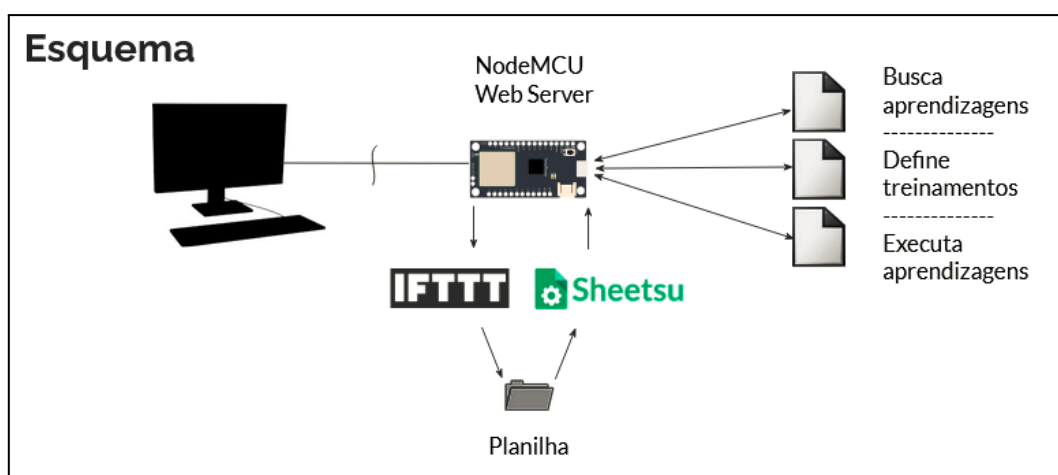 Esquema
NodeMCU
Web Server
Busca
aprendizagens
--------------
Define
treinamentos
--------------
Executa
aprendizagens
IFTTT
Sheetsu
Planilha